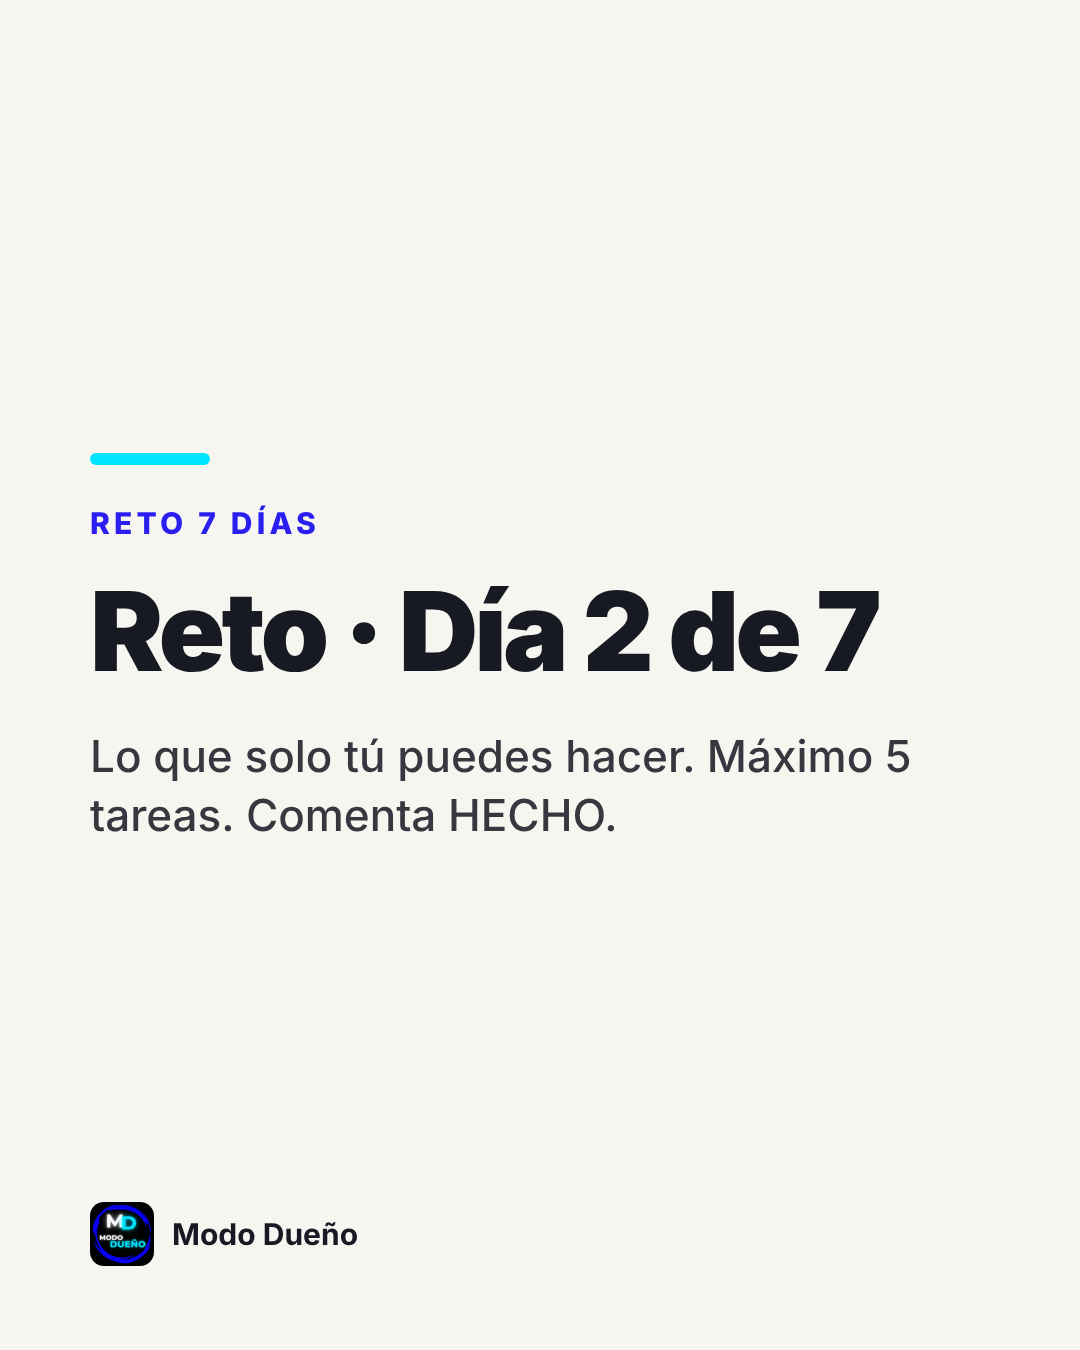 RETO 7 DÍAS
Reto · Día 2 de 7
Lo que solo tú puedes hacer. Máximo 5
tareas. Comenta HECHO.
MD
MODO
DUEÑO
Modo Dueño